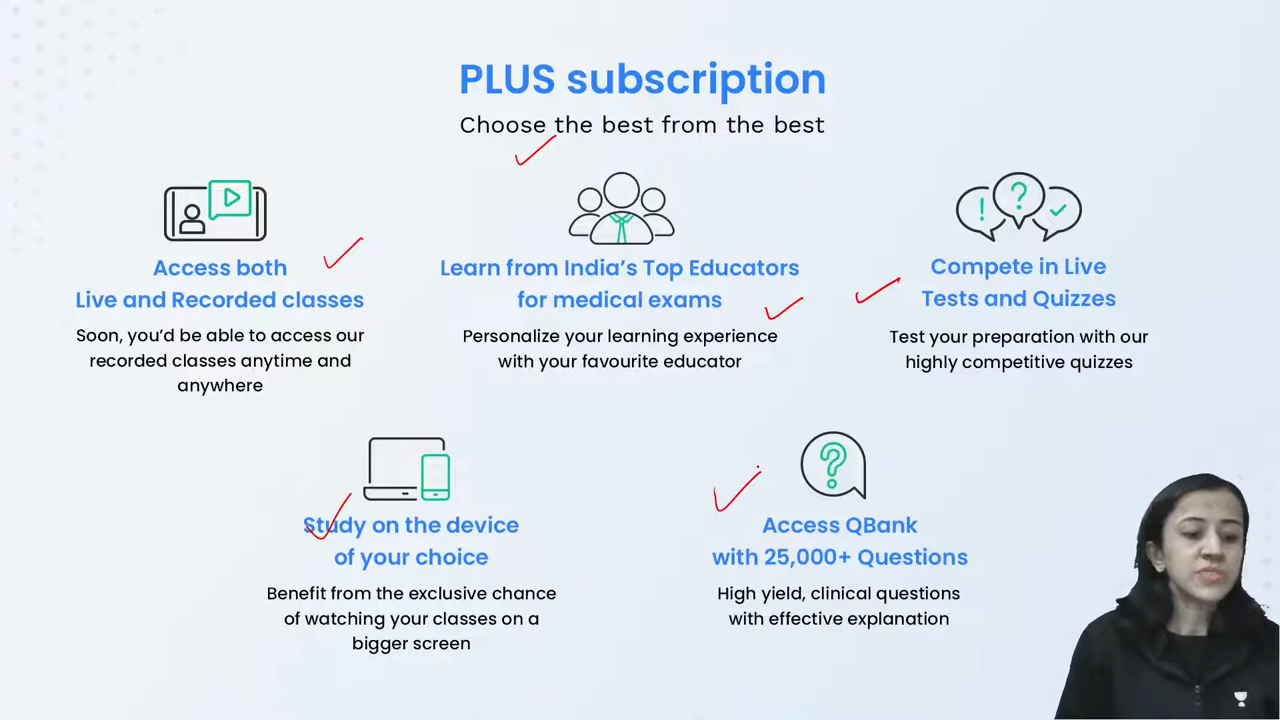 PLUS subscription
Choose the best from the best
Access both
Live and Recorded classes
Soon, you'd be able to access our
recorded classes anytime and
anywhere
Learn from India's Top Educators
for medical exams
Personalize your learning experience
with your favourite educator
Compete in Live
Tests and Quizzes
Test your preparation with our
highly competitive quizzes
Study on the device
of your choice
Benefit from the exclusive chance
of watching your classes on a
bigger screen
Access QBank
with 25,000+ Questions
High yield, clinical questions
with effective explanation